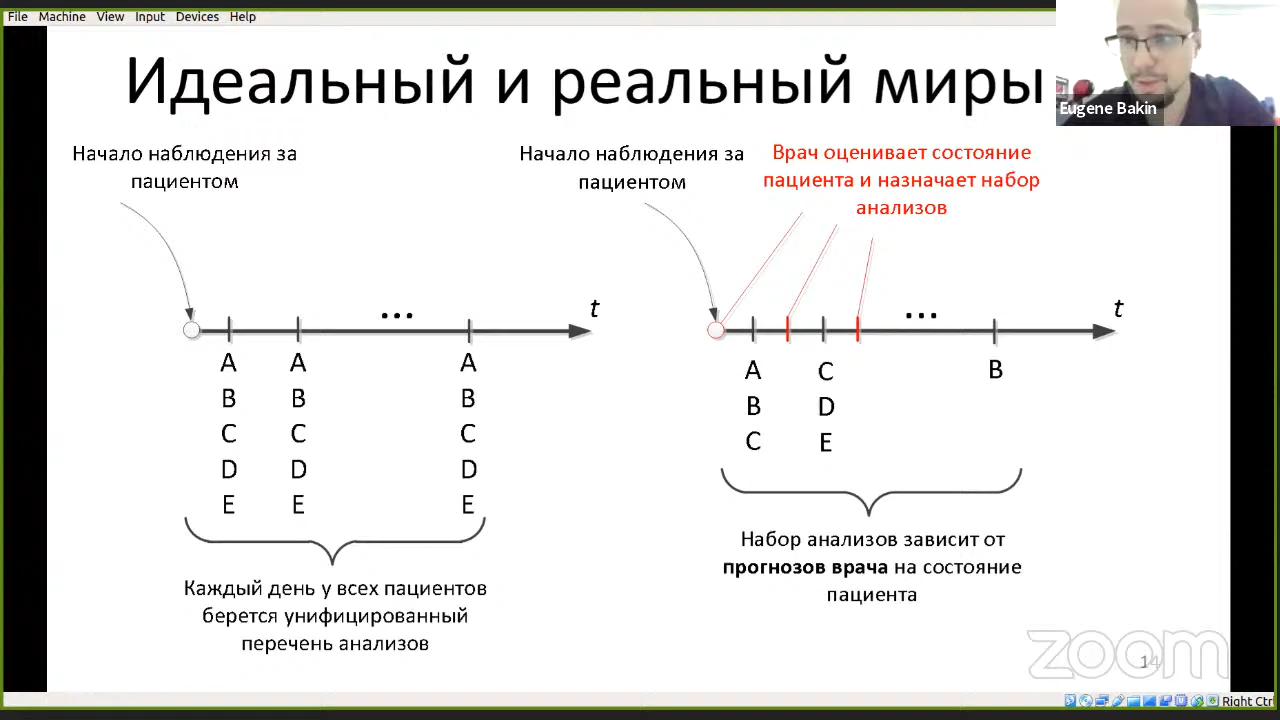 File Machine View Input Devices Help
Идеальный и реальный миры
Eugene Bakin
Начало наблюдения за
пациентом
Начало наблюдения за
пациентом
Врач оценивает состояние
пациента и назначает набор
анализов
... t
A A A
B B B
C C C
D D D
E E E
Каждый день у всех пациентов
берется унифицированный
перечень анализов
... t
A C B
B D
C E
Набор анализов зависит от
прогнозов врача на состояние
пациента
zoom
14
Right Ctrl